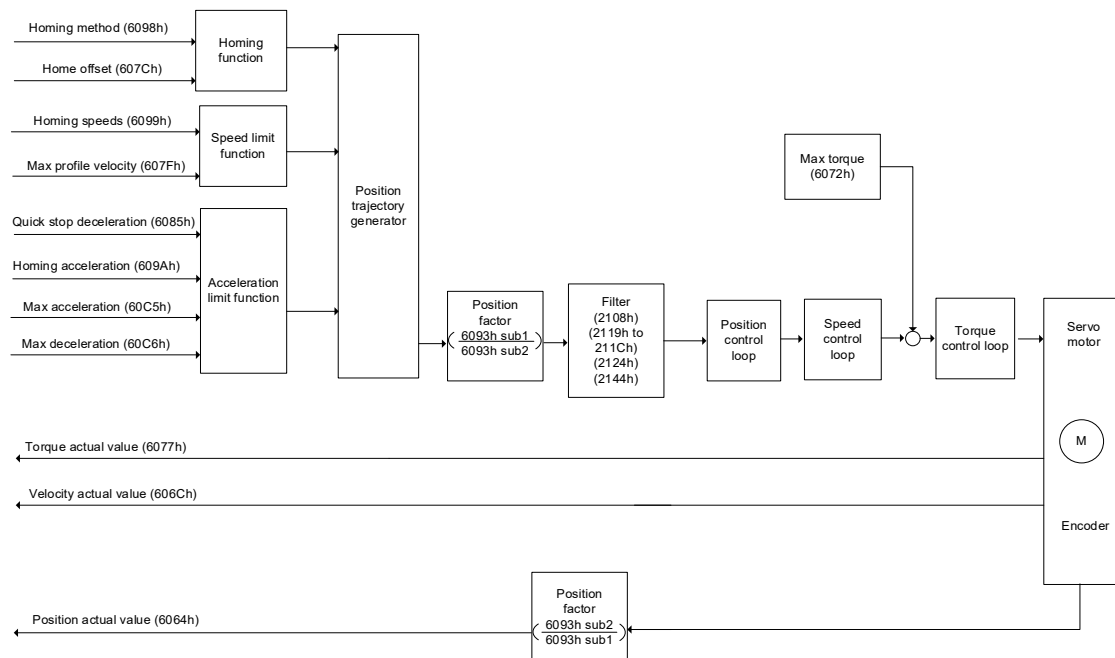 Homing method (6098h)
Home offset (607Ch)
Homing
function
Homing speeds (6099h)
Max profile velocity (607Fh)
Speed limit
function
Quick stop deceleration (6085h)
Homing acceleration (609Ah)
Max acceleration (60C5h)
Max deceleration (60C6h)
Acceleration
limit function
Position
trajectory
generator
Position
factor
(6093h sub1
6093h sub2)
Filter
(2108h)
(2119h to
211Ch)
(2124h)
(2144h)
Position
control
loop
Speed
control
loop
Max torque
(6072h)
Torque
control loop
Servo
motor
M
Encoder
Torque actual value (6077h)
Velocity actual value (606Ch)
Position actual value (6064h)
Position
factor
(6093h sub2
6093h sub1)